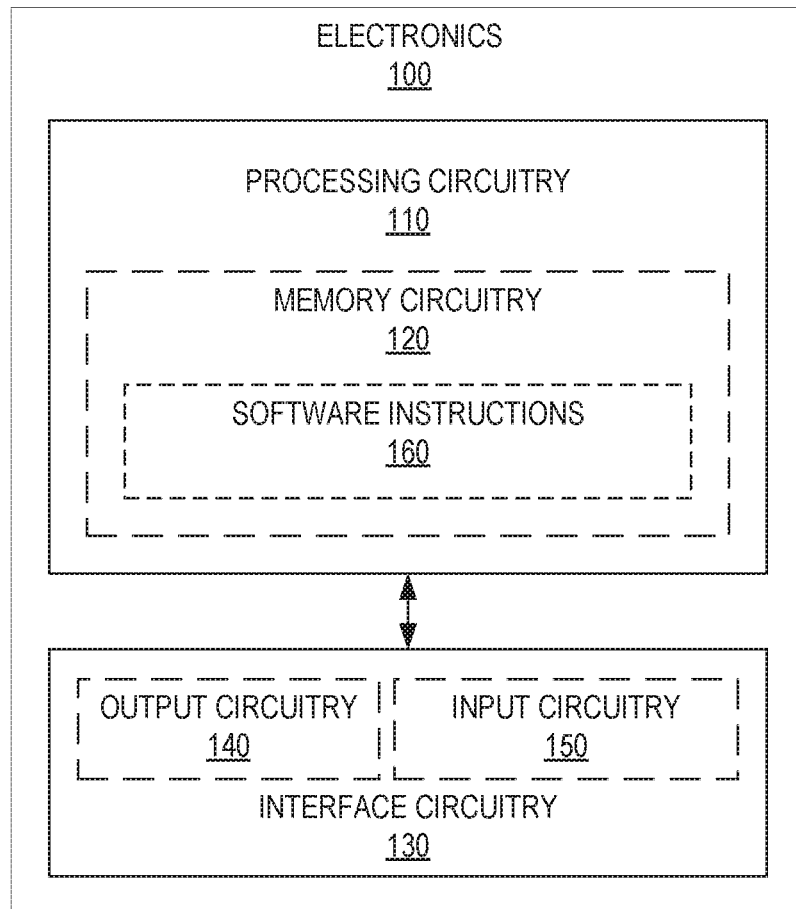 ELECTRONICS
100
PROCESSING CIRCUITRY
110
MEMORY CIRCUITRY
120
SOFTWARE INSTRUCTIONS
160
OUTPUT CIRCUITRY
140
INPUT CIRCUITRY
150
INTERFACE CIRCUITRY
130